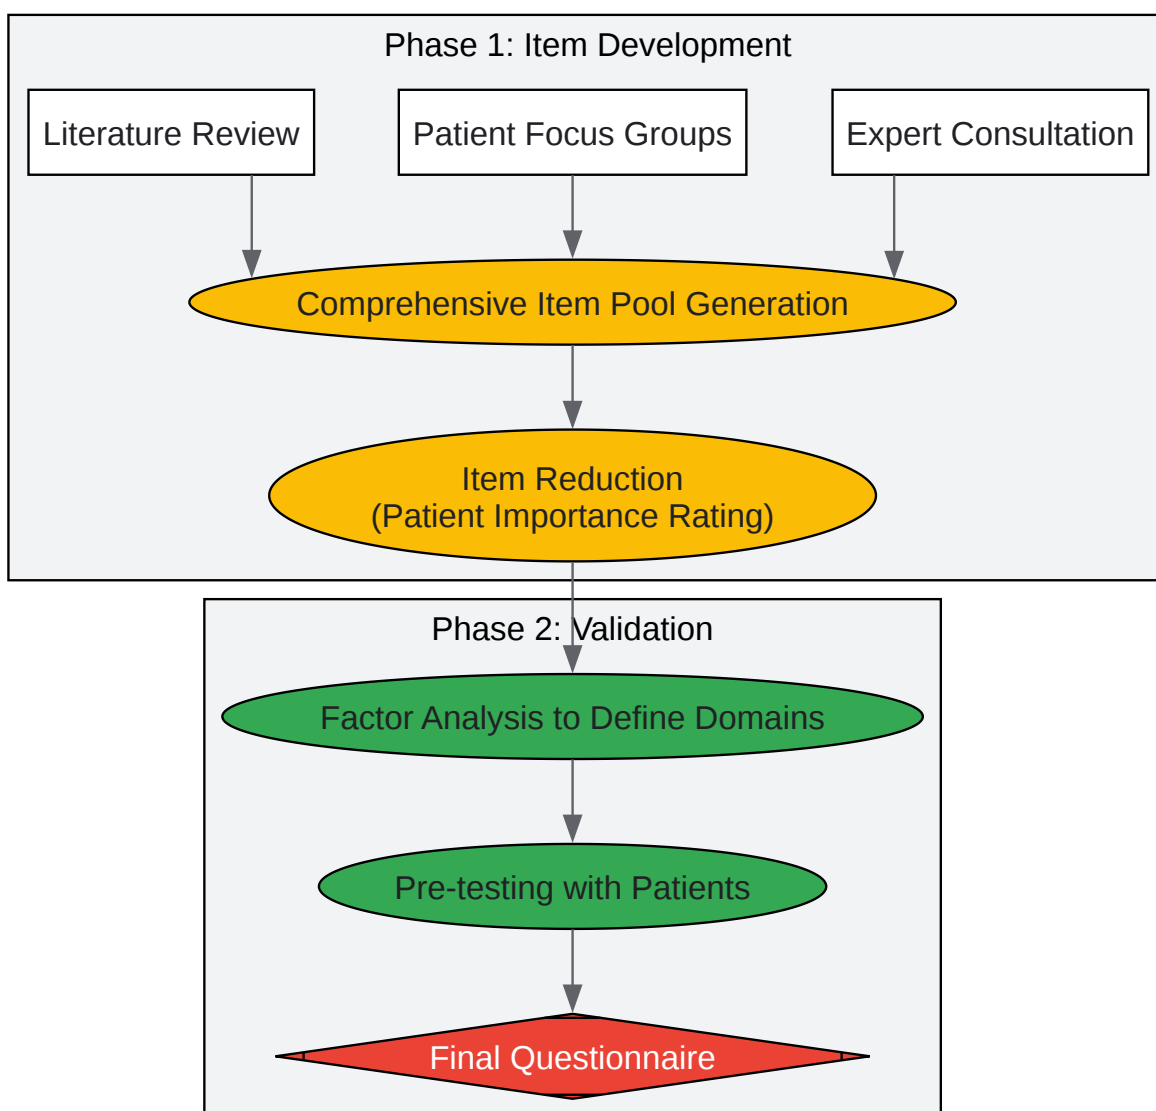 Phase 1: Item Development
Literature Review
Patient Focus Groups
Expert Consultation
Comprehensive Item Pool Generation
Item Reduction
(Patient Importance Rating)
Phase 2: Validation
Factor Analysis to Define Domains
Pre-testing with Patients
Final Questionnaire